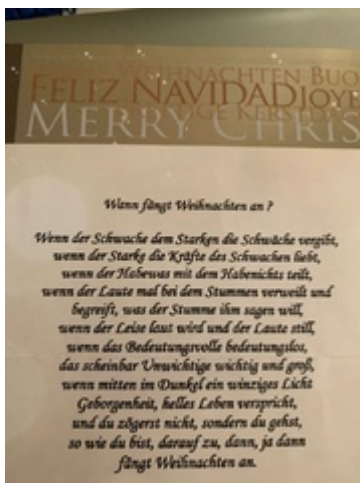 WEIHNACHTEN BUO
FELIZ NAVIDAD JOYE
IGE KERSTDAG
MERRY CHRIS
Wann fängt Weihnachten an?
Wenn der Schwache dem Starken die Schwäche vergibt,
wenn der Starke die Kräfte des Schwachen liebt,
wenn der Habewas mit dem Habenichts teilt,
wenn der Laute mal bei dem Stummen verweilt und
begreift, was der Stumme ihm sagen will,
wenn der Leise laut wird und der Laute still,
wenn das Bedeutungsvolle bedeutungslos,
das scheinbar Unwichtige wichtig und groß,
wenn mitten im Dunkel ein winziges Licht
Geborgenheit, helles Leben verspricht,
und du zögerst nicht, sondern du gehst,
so wie du bist, darauf zu, dann, ja dann
fängt Weihnachten an.